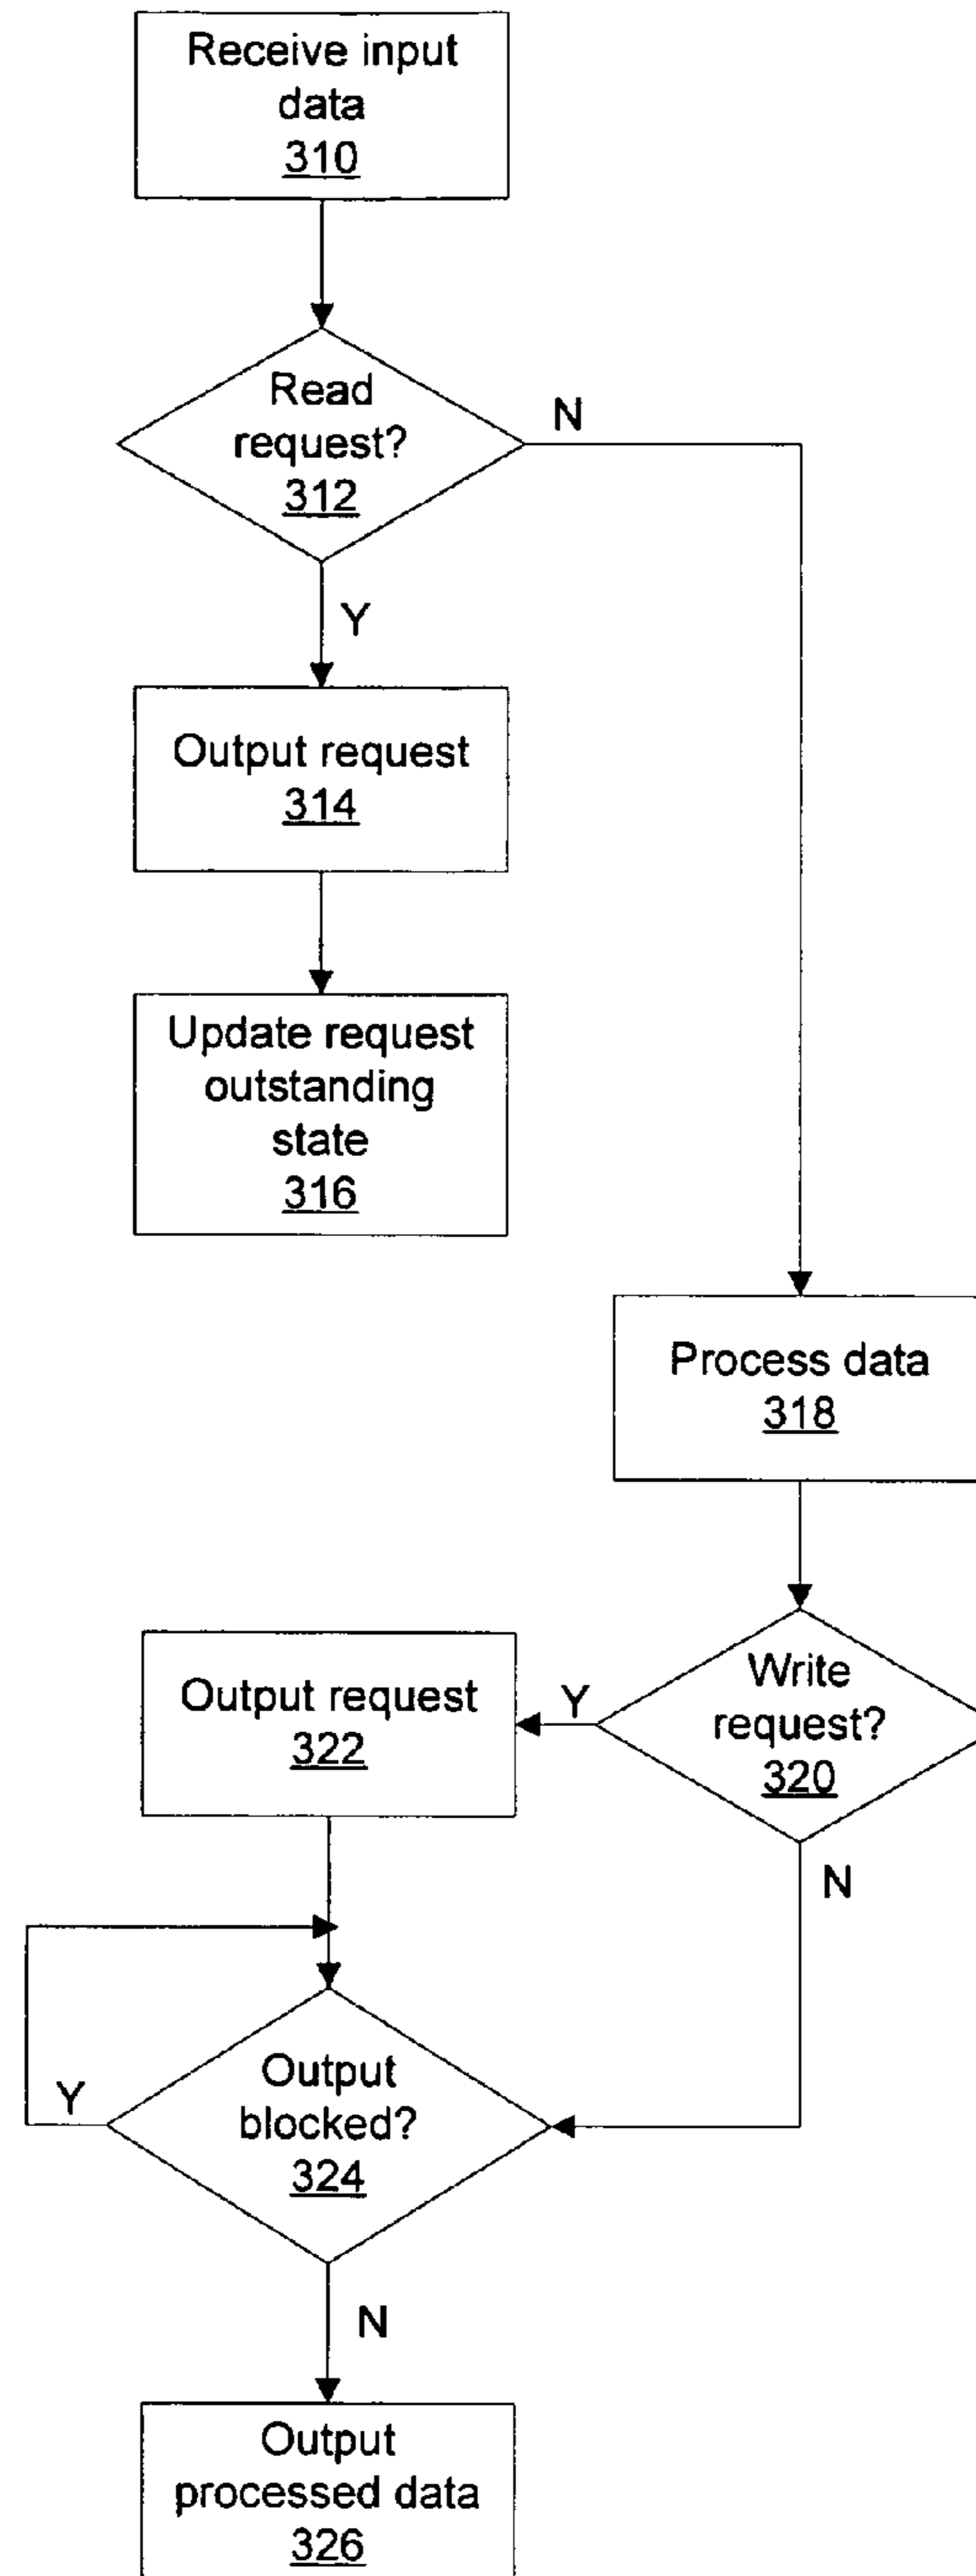 Receive input
data
310
Read
request?
312
N
Y
Output request
314
Update request
outstanding
state
316
Process data
318
Write
request?
320
Y
Output request
322
N
Output
blocked?
324
Y
N
Output
processed data
326